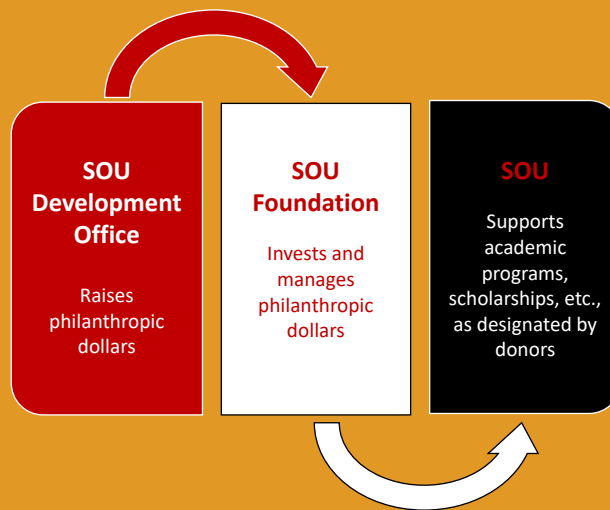 SOU
Development
Office
Raises
philanthropic
dollars
SOU
Foundation
Invests and
manages
philanthropic
dollars
SOU
Supports
academic
programs,
scholarships, etc.,
as designated by
donors